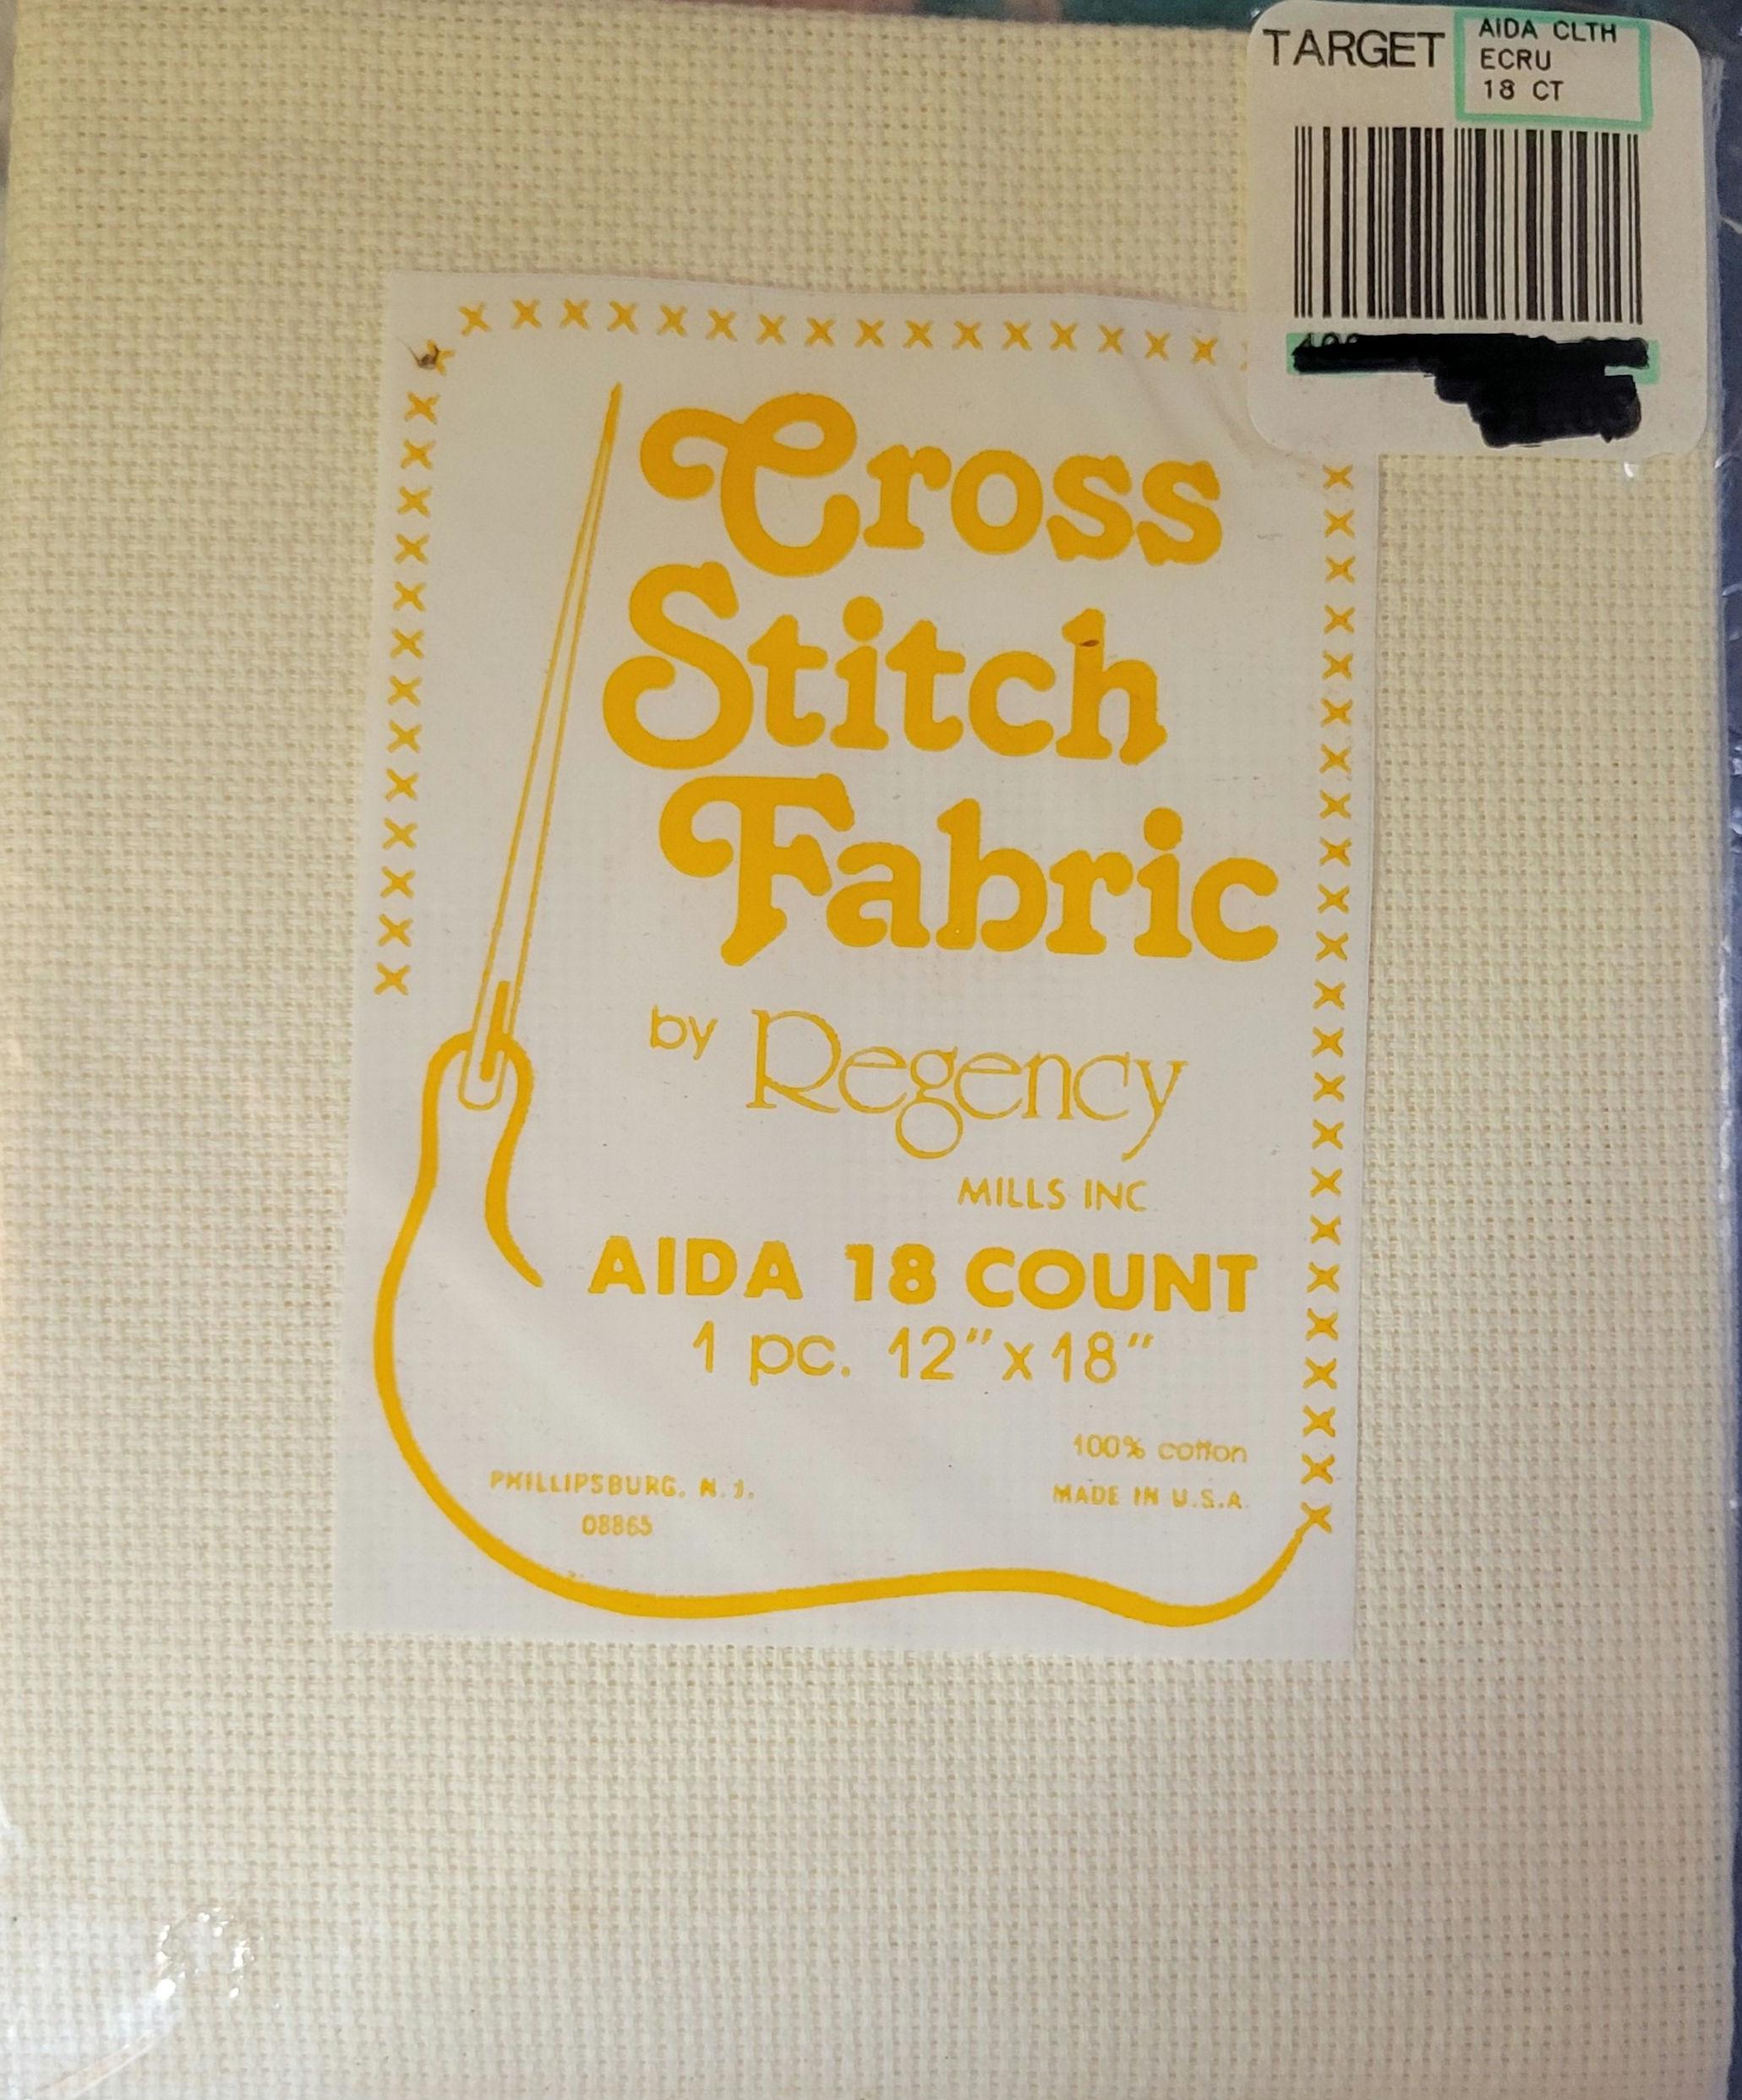 TARGET
AIDA CLTH
ECRU
18 CT
Cross
Stitch
Fabric
by Regency
MILLS INC
AIDA 18 COUNT
1 pc. 12"x18"
100% cotton
PHILLIPSBURG, N.J.
MADE IN U.S.A.
08865